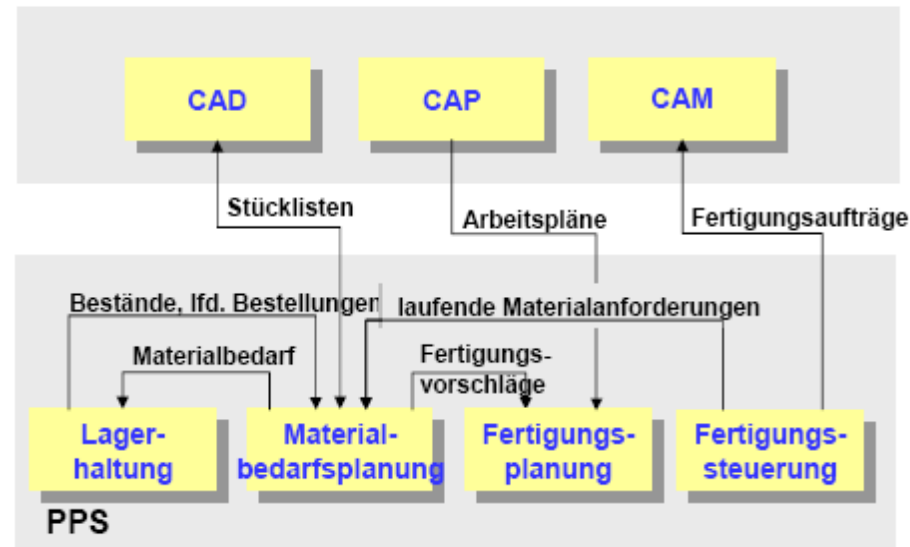 CAD
CAP
CAM
Stücklisten
Arbeitspläne
Fertigungsaufträge
Bestände, lfd. Bestellungen
laufende Materialanforderungen
Materialbedarf
Fertigungs-
vorschläge
Lager-
haltung
Material-
bedarfsplanung
Fertigungs-
planung
Fertigungs-
steuerung
PPS